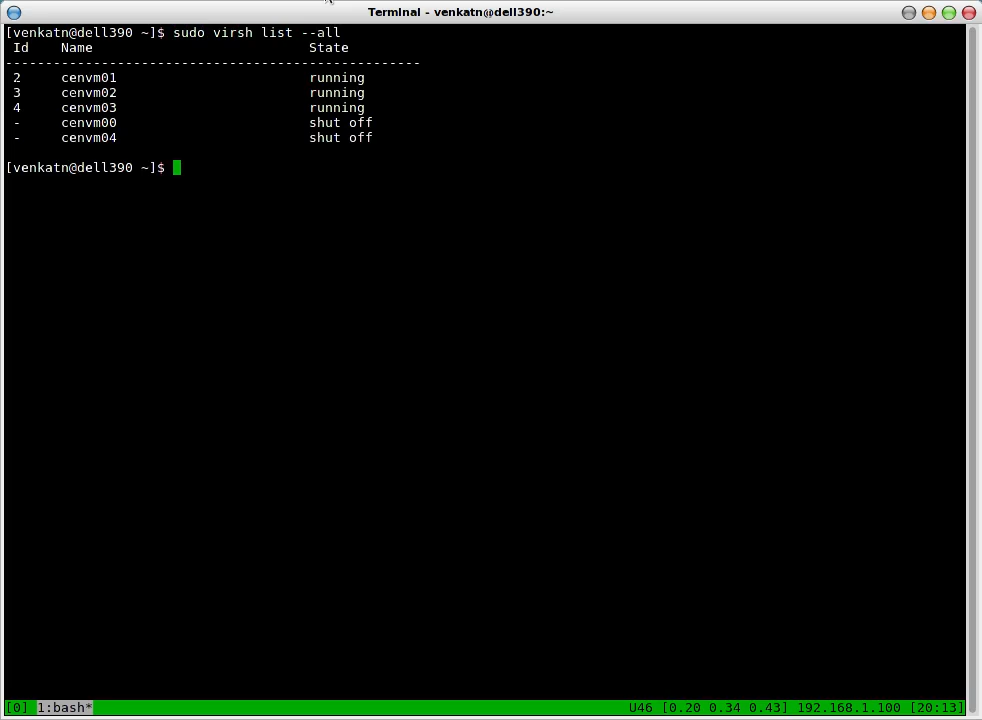 Terminal - venkatn@dell390:~
[venkatn@dell390 ~]$ sudo virsh list --all
 Id    Name                           State
----------------------------------------------------
 2     cenvm01                        running
 3     cenvm02                        running
 4     cenvm03                        running
 -     cenvm00                        shut off
 -     cenvm04                        shut off
[venkatn@dell390 ~]$
[0] 1:bash* U46 [0.20 0.34 0.43] 192.168.1.100 [20:13]